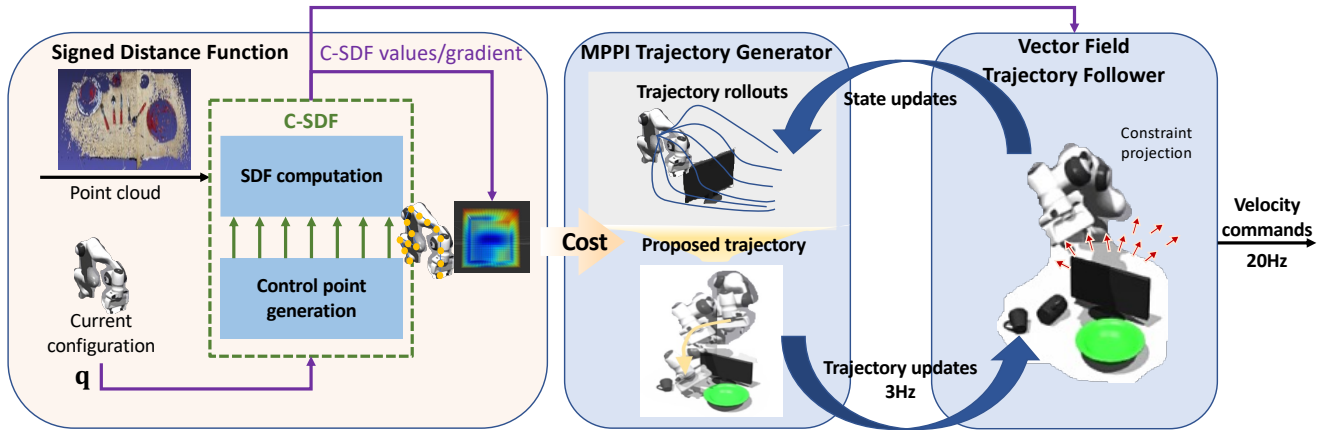 Signed Distance Function
C-SDF values/gradient
C-SDF
SDF computation
Point cloud
Control point
generation
Current
configuration
q
Cost
MPPI Trajectory Generator
Trajectory rollouts
Proposed trajectory
State updates
Trajectory updates
3Hz
Vector Field
Trajectory Follower
Constraint
projection
Velocity
commands
20Hz